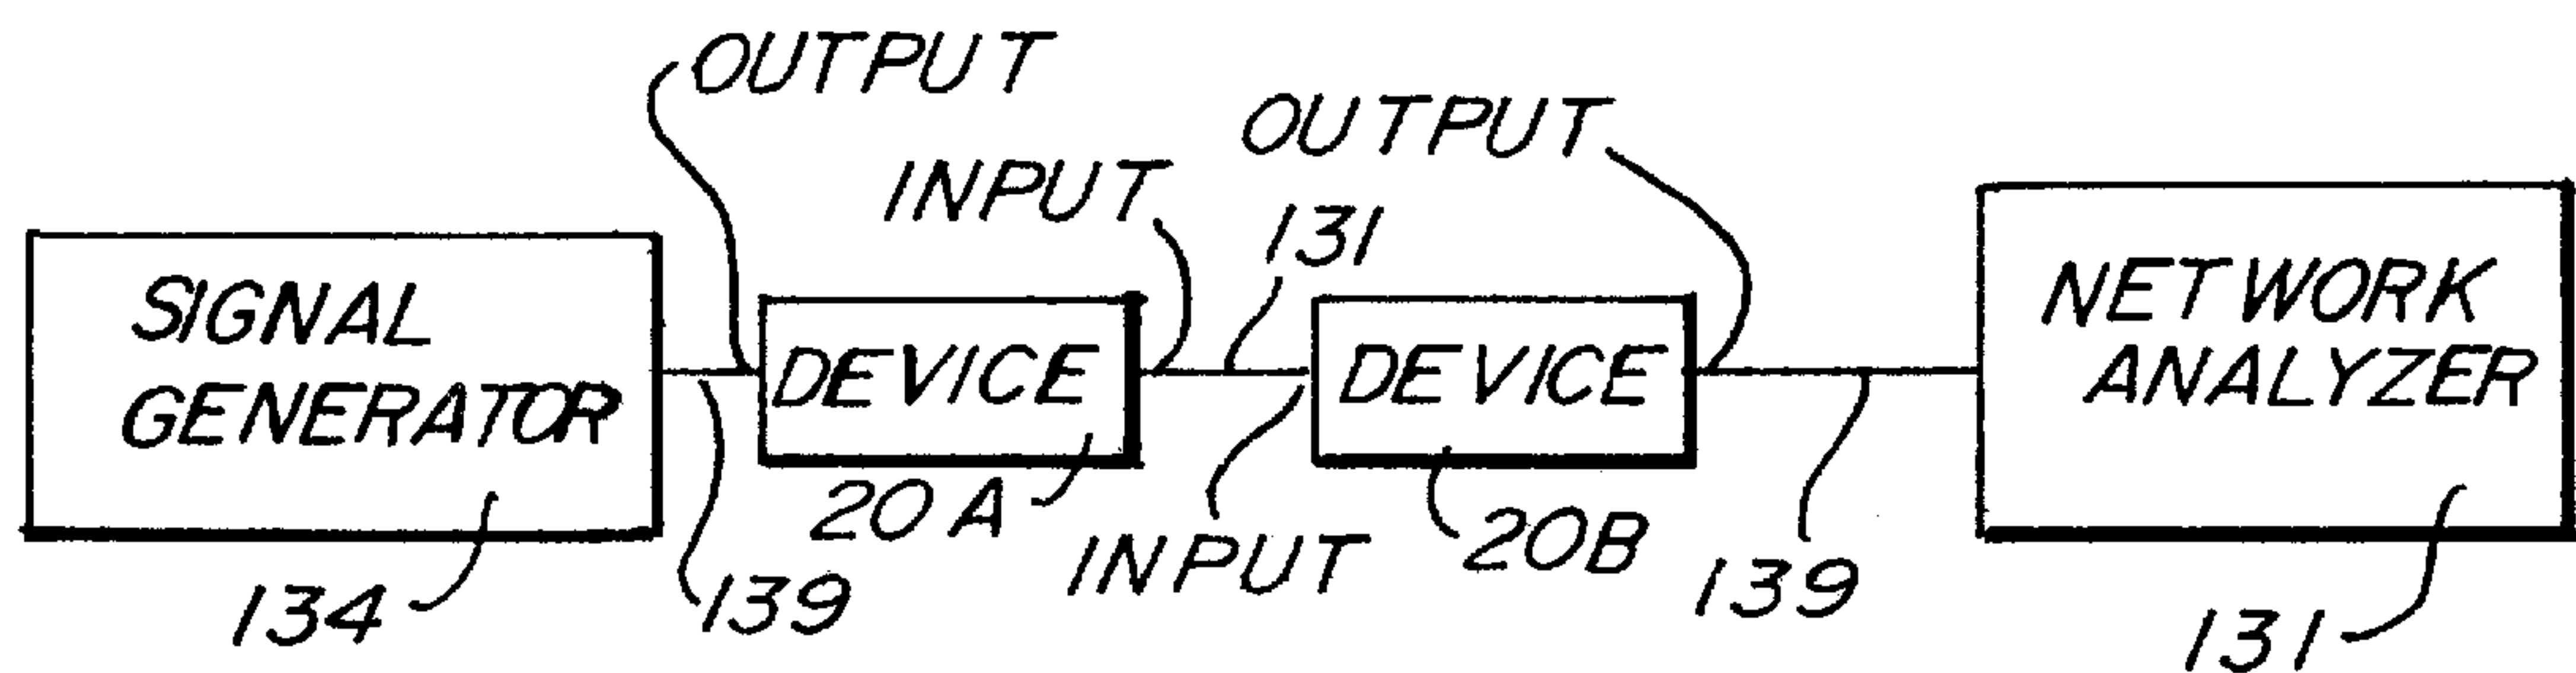 OUTPUT
OUTPUT
INPUT
131
SIGNAL
GENERATOR
DEVICE
DEVICE
NETWORK
ANALYZER
20A
INPUT
20B
134
139
139
131